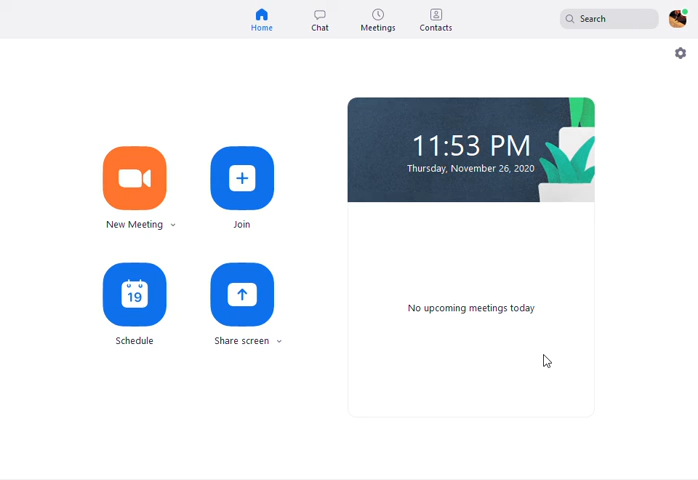 Home
Chat
Meetings
Contacts
Search
11:53 PM
Thursday, November 26, 2020
New Meeting
Join
19
Schedule
Share screen
No upcoming meetings today